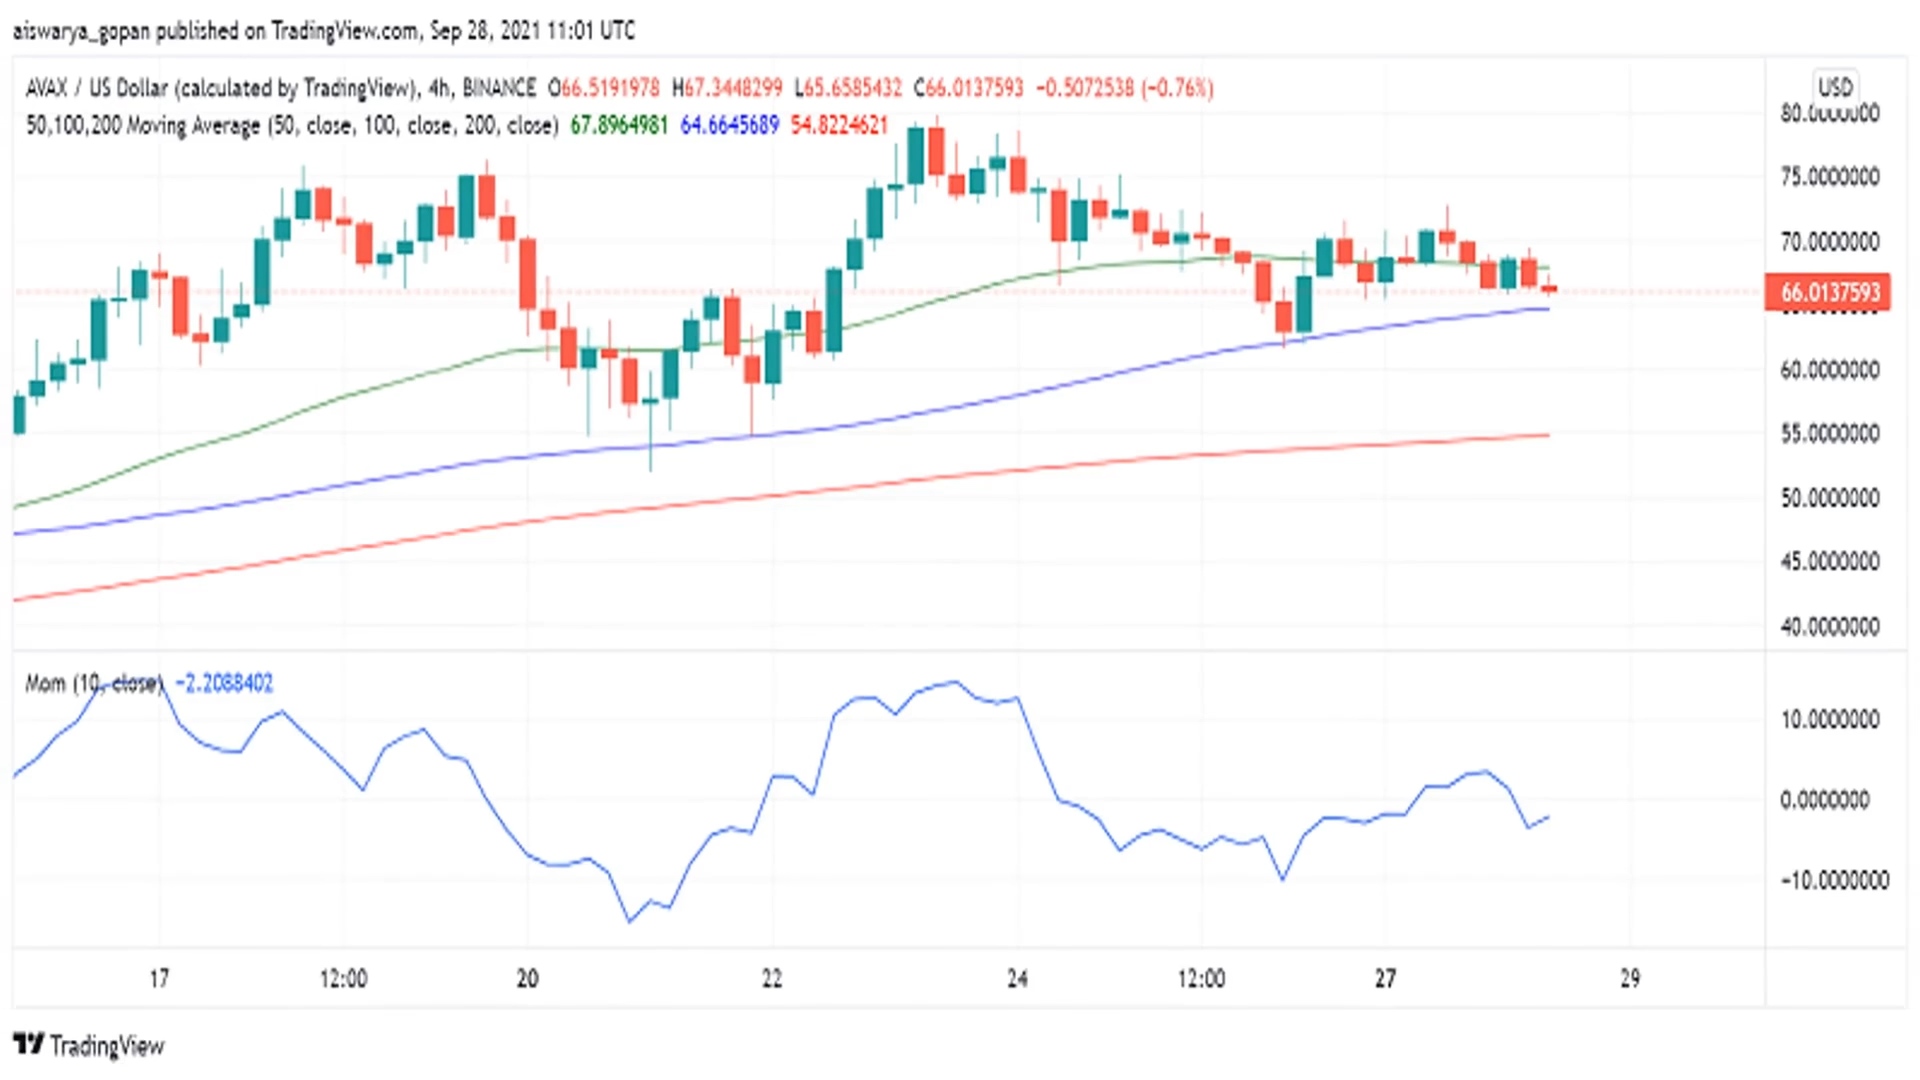 aiswarya_gopan published on TradingView.com, Sep 28, 2021 11:01 UTC
AVAX / US Dollar (calculated by TradingView), 4h, BINANCE O66.5191978 H67.3448299 L65.6585432 C66.0137593 −0.5072538 (−0.76%)
50,100,200 Moving Average (50, close, 100, close, 200, close) 67.8964981 64.6645689 54.8224621
USD
80.0000000
75.0000000
70.0000000
66.0137593
60.0000000
55.0000000
50.0000000
45.0000000
40.0000000
Mom (10, close) −2.2088402
10.0000000
0.0000000
−10.0000000
17 12:00 20 22 24 12:00 27 29
TradingView